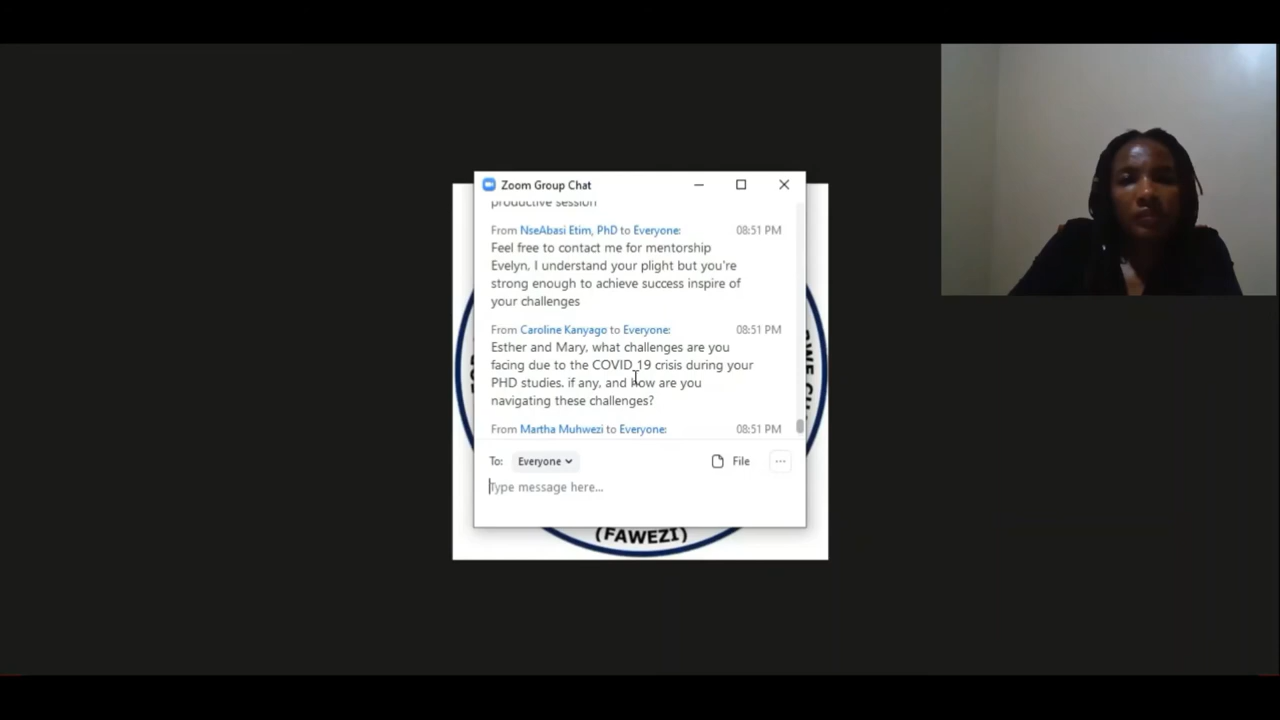 Zoom Group Chat
productive session
From NseAbasi Etim, PhD to Everyone: 08:51 PM
Feel free to contact me for mentorship
Evelyn, I understand your plight but you're
strong enough to achieve success inspire of
your challenges
From Caroline Kanyago to Everyone: 08:51 PM
Esther and Mary, what challenges are you
facing due to the COVID_19 crisis during your
PHD studies. if any, and how are you
navigating these challenges?
From Martha Muhwezi to Everyone: 08:51 PM
To: Everyone File
Type message here...
(FAWEZI)